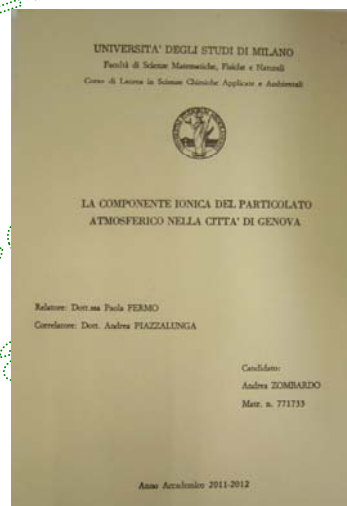 UNIVERSITA' DEGLI STUDI DI MILANO
Facoltà di Scienze Matematiche, Fisiche e Naturali
Corso di Laurea in Scienze Chimiche Applicate e Ambientali
LA COMPONENTE IONICA DEL PARTICOLATO
ATMOSFERICO NELLA CITTA' DI GENOVA
Relatore: Dott.ssa Paola FERMO
Correlatore: Dott. Andrea PIAZZALUNGA
Candidato:
Andrea ZOMBARDO
Matr. n. 771733
Anno Accademico 2011-2012